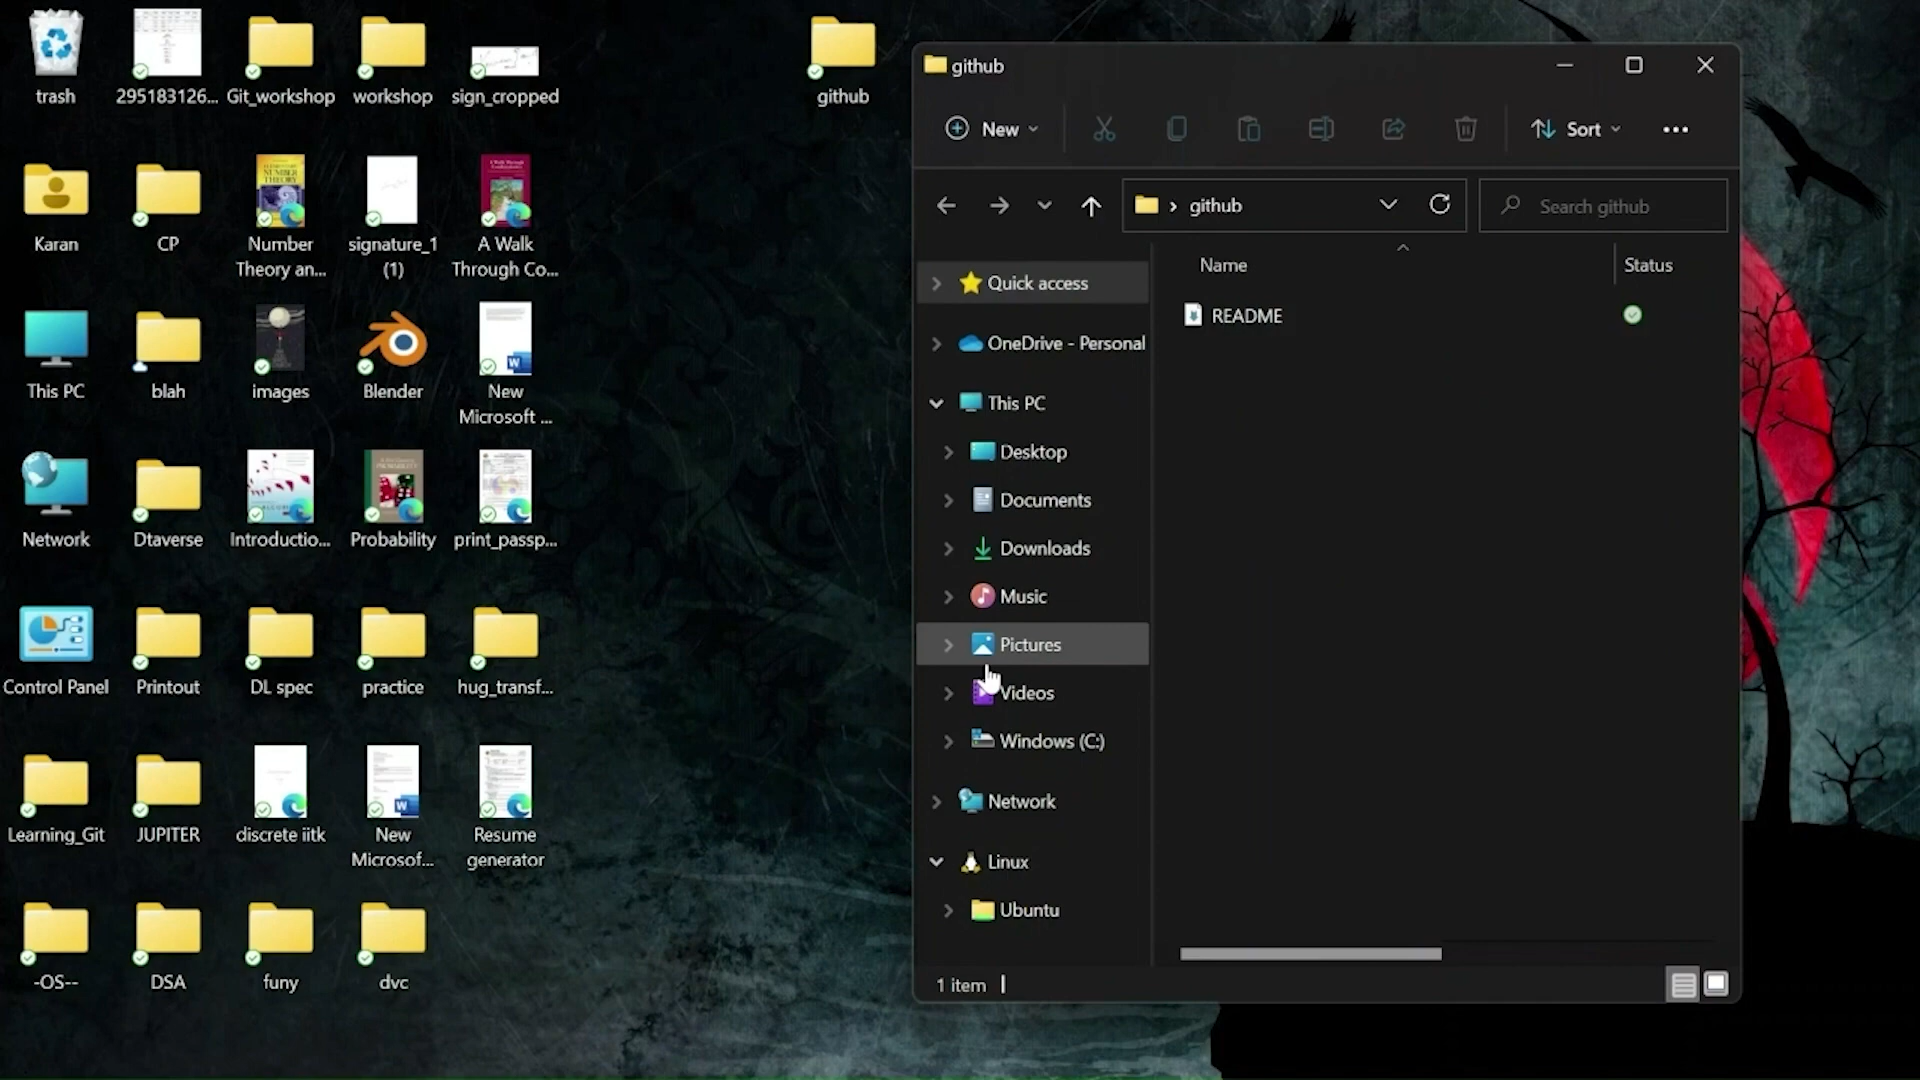 trash
295183126...
Git_workshop
workshop
sign_cropped
github
Karan
CP
Number
Theory an...
signature_1
(1)
A Walk
Through Co...
This PC
blah
images
Blender
New
Microsoft ...
Network
Dtaverse
Introductio...
Probability
print_passp...
Control Panel
Printout
DL spec
practice
hug_transf...
Learning_Git
JUPITER
discrete iitk
New
Microsof...
Resume
generator
-OS--
DSA
funy
dvc
github
New
Sort
github
Search github
Name
Status
Quick access
README
OneDrive - Personal
This PC
Desktop
Documents
Downloads
Music
Pictures
Videos
Windows (C:)
Network
Linux
Ubuntu
1 item